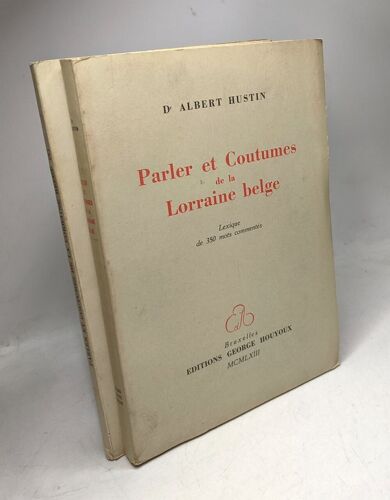 Dr ALBERT HUSTIN
Parler et Coutumes
de la
Lorraine belge
Lexique
de 350 mots commentés
Bruxelles
EDITIONS GEORGE HOUYOUX
MCMLXIII